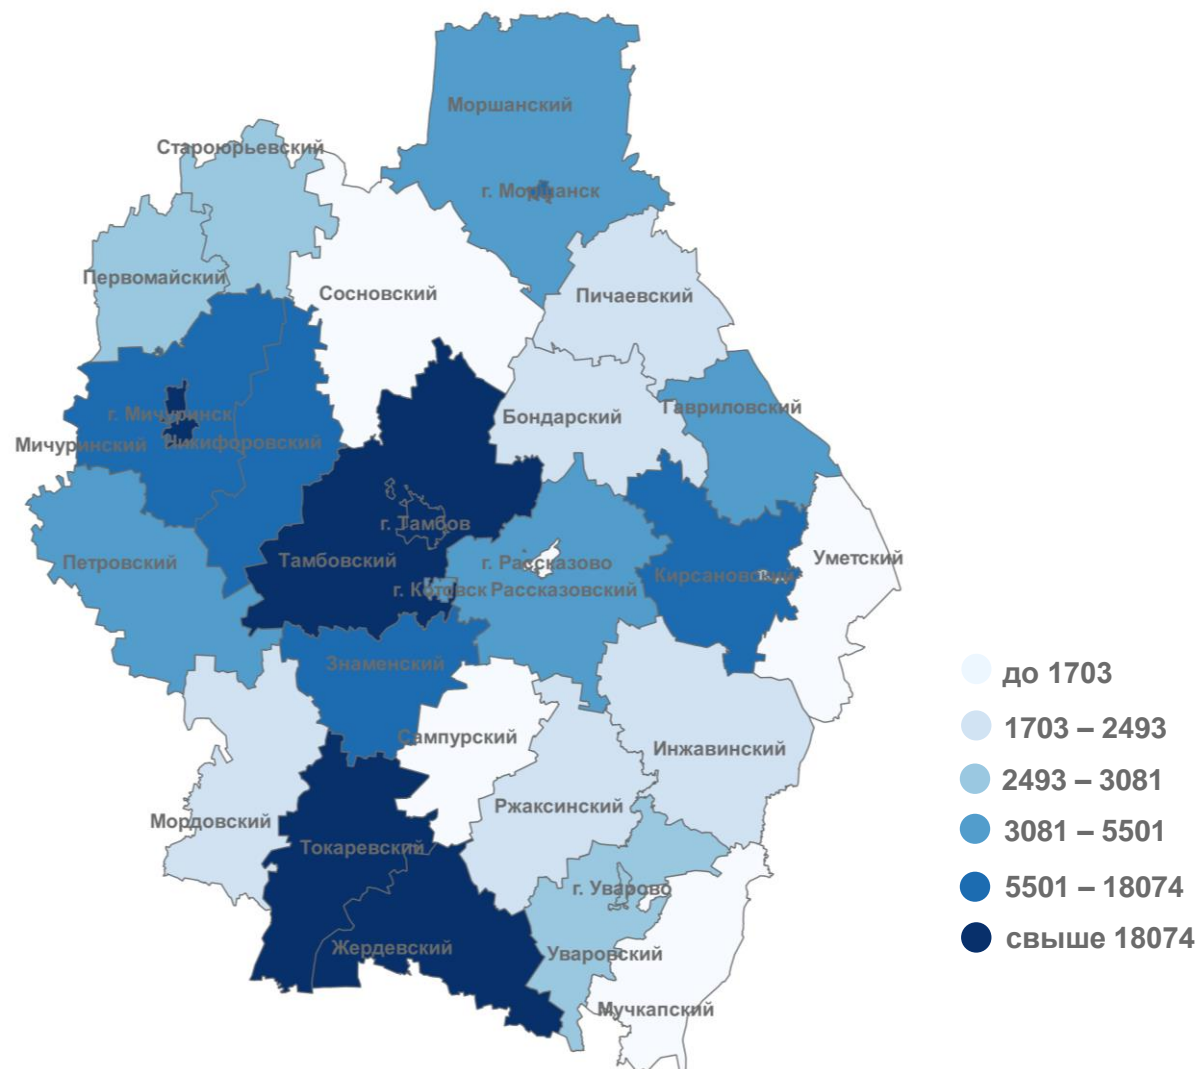 Моршанский
Староюрьевский
г. Моршанск
Первомайский
Сосновский
Пичаевский
г. Мичуринск
Бондарский
Гавриловский
Мичуринский
Никифоровский
г. Тамбов
Петровский
Тамбовский
г. Рассказово
Уметский
Кирсановский
г. Котовск
Рассказовский
Знаменский
Сампурский
Инжавинский
Ржаксинский
Мордовский
Токаревский
г. Уварово
Жердевский
Уваровский
Мучкапский
до 1703
1703 – 2493
2493 – 3081
3081 – 5501
5501 – 18074
свыше 18074